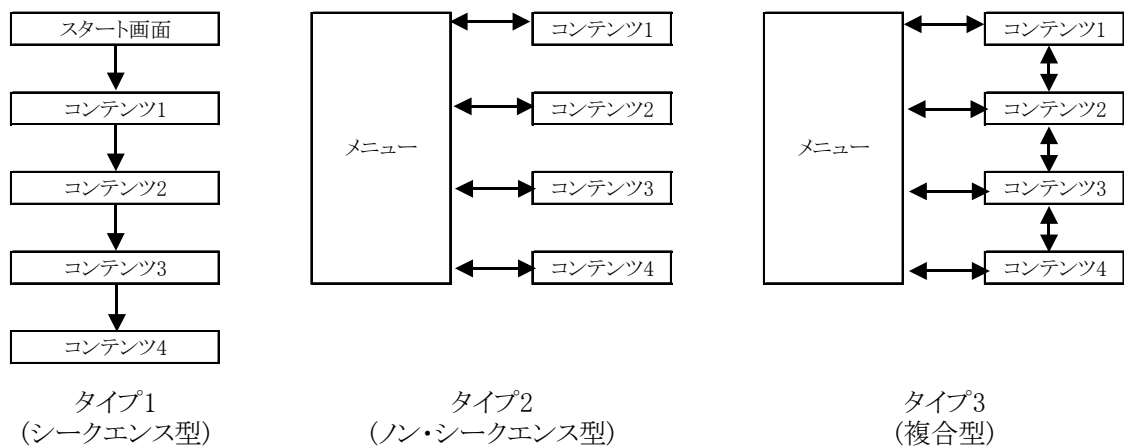 スタート画面
コンテンツ1
コンテンツ2
コンテンツ3
コンテンツ4
タイプ1
(シークエンス型)
メニュー
コンテンツ1
コンテンツ2
コンテンツ3
コンテンツ4
タイプ2
(ノン・シークエンス型)
メニュー
コンテンツ1
コンテンツ2
コンテンツ3
コンテンツ4
タイプ3
(複合型)